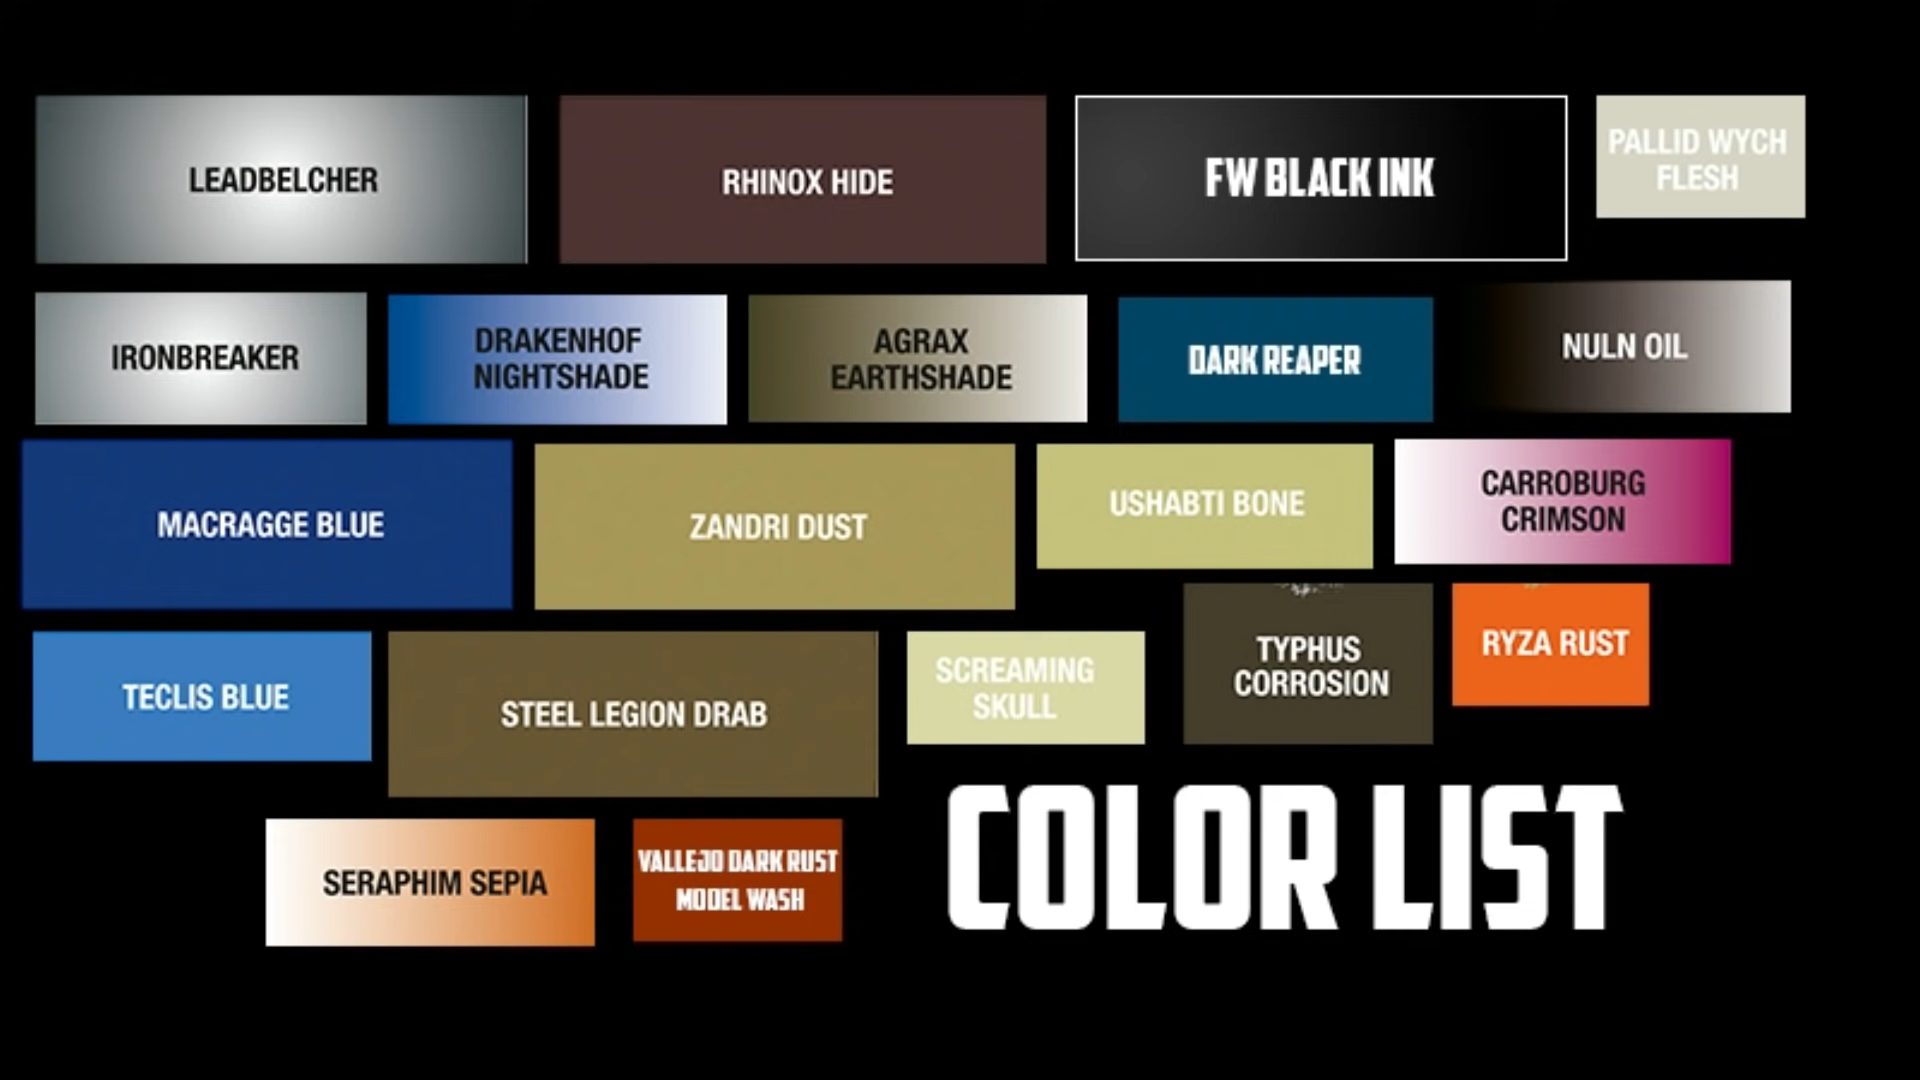 LEADBELCHER
RHINOX HIDE
FW BLACK INK
PALLID WYCH
FLESH
IRONBREAKER
DRAKENHOF
NIGHTSHADE
AGRAX
EARTHSHADE
DARK REAPER
NULN OIL
MACRAGGE BLUE
ZANDRI DUST
USHABTI BONE
CARROBURG
CRIMSON
TECLIS BLUE
STEEL LEGION DRAB
SCREAMING
SKULL
TYPHUS
CORROSION
RYZA RUST
SERAPHIM SEPIA
VALLEJO DARK RUST
MODEL WASH
COLOR LIST